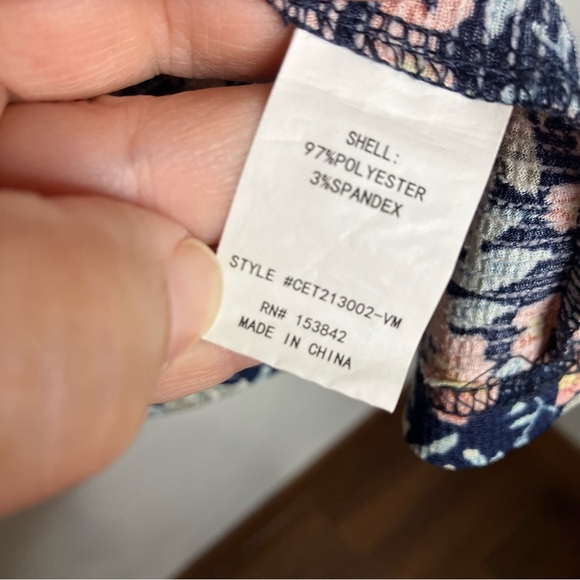 SHELL:
97%POLYESTER
3%SPANDEX
STYLE #CET213002-VM
RN# 153842
MADE IN CHINA